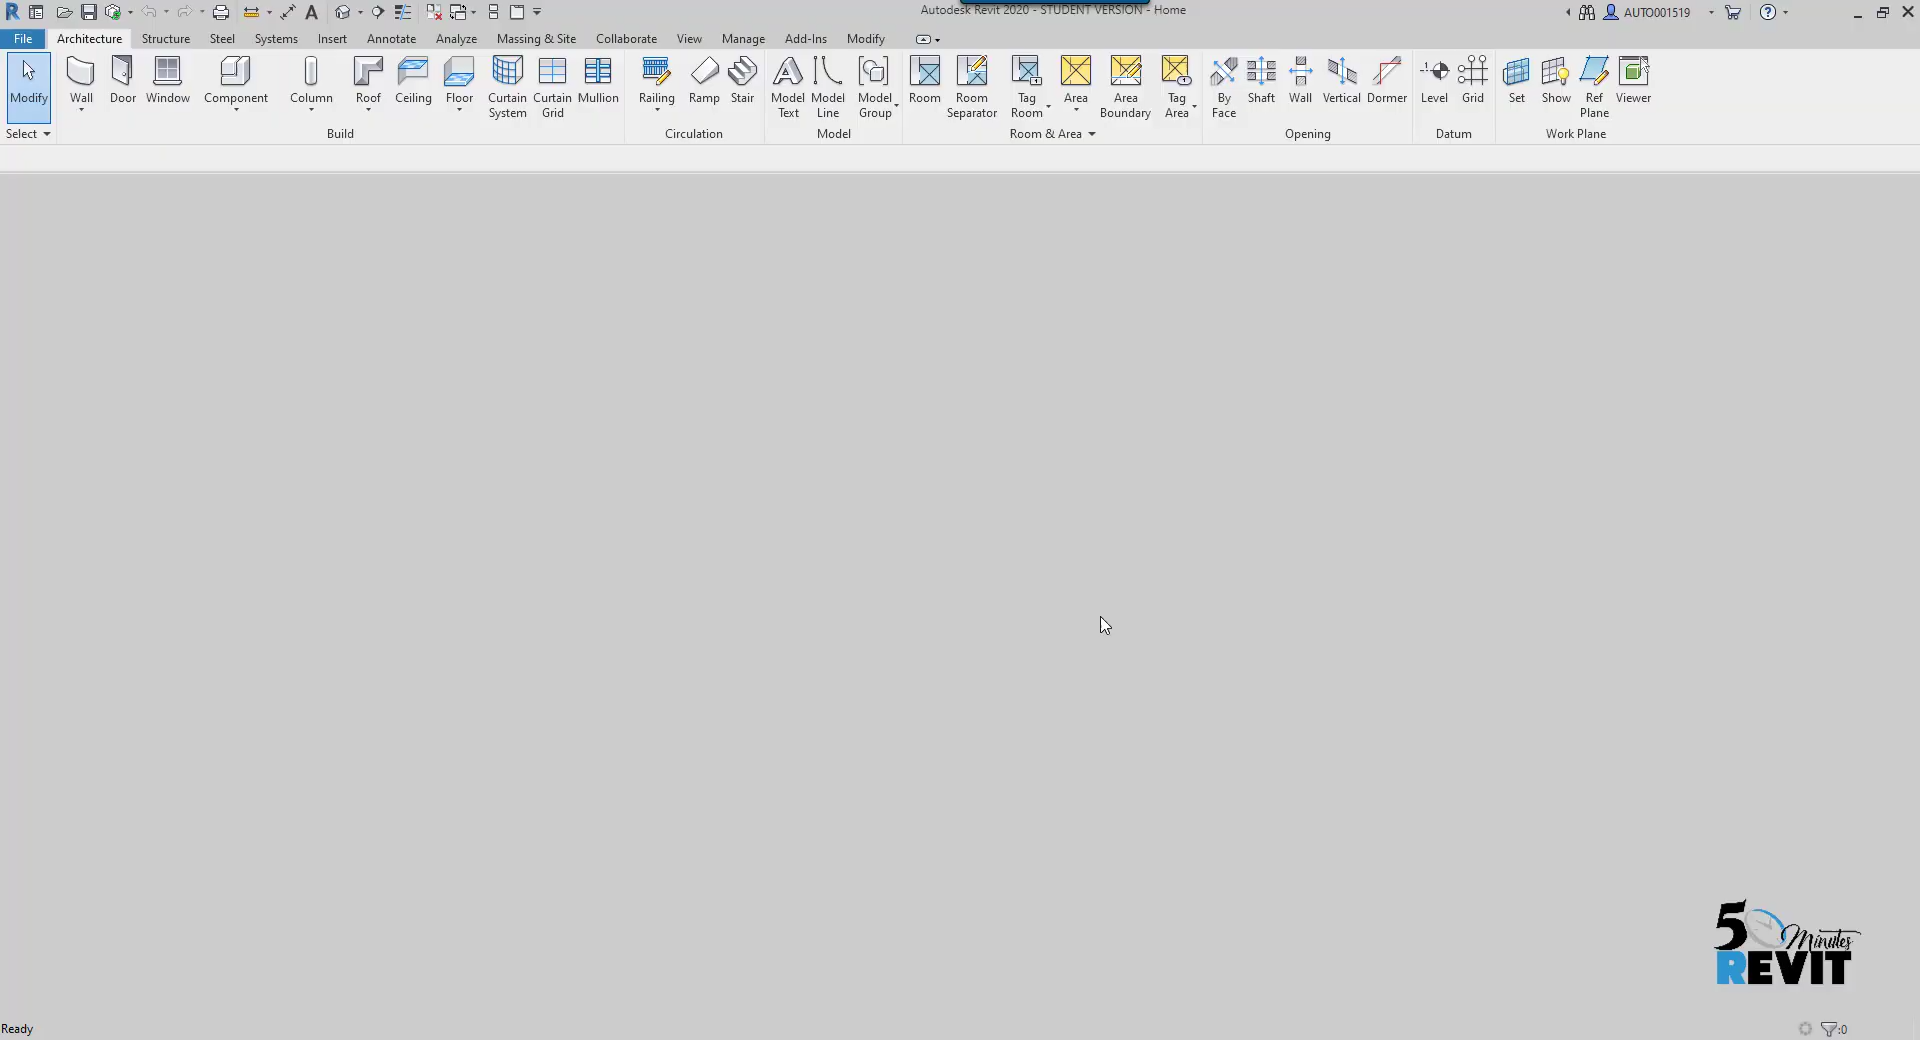 Autodesk Revit 2020 - STUDENT VERSION - Home
AUTO001519
File Architecture Structure Steel Systems Insert Annotate Analyze Massing & Site Collaborate View Manage Add-Ins Modify
Modify Wall Door Window Component Column Roof Ceiling Floor Curtain System Curtain Grid Mullion Railing Ramp Stair Model Text Model Line Model Group Room Room Separator Tag Room Area Area Boundary Tag Area By Face Shaft Wall Vertical Dormer Level Grid Set Show Ref Plane Viewer
Select Build Circulation Model Room & Area Opening Datum Work Plane
5 Minutes
REVIT
Ready
:0